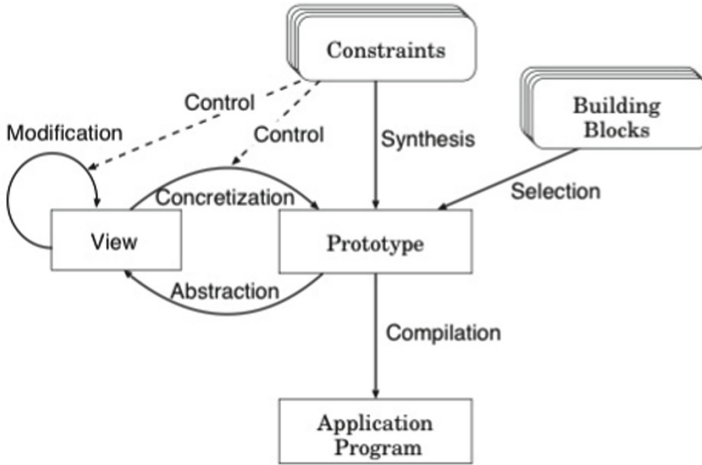 Constraints
Building
Blocks
Control
Control
Modification
Synthesis
Concretization
Selection
View
Prototype
Abstraction
Compilation
Application
Program